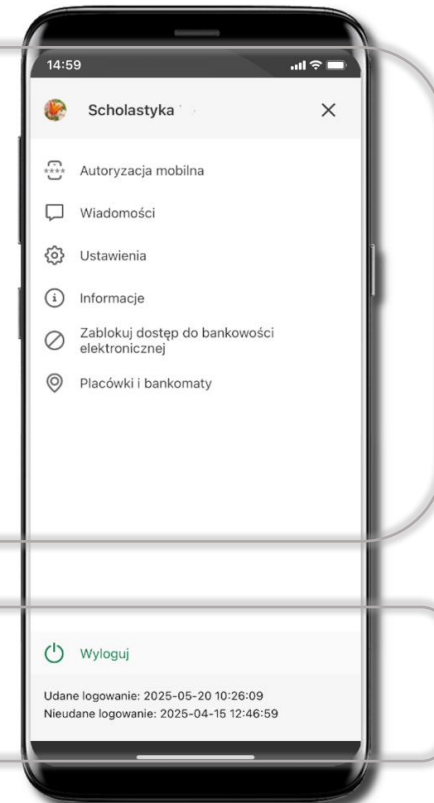 14:59
Scholastyka
Autoryzacja mobilna
Wiadomości
Ustawienia
Informacje
Zablokuj dostęp do bankowości
elektronicznej
Placówki i bankomaty
Wyloguj
Udane logowanie: 2025-05-20 10:26:09
Nieudane logowanie: 2025-04-15 12:46:59